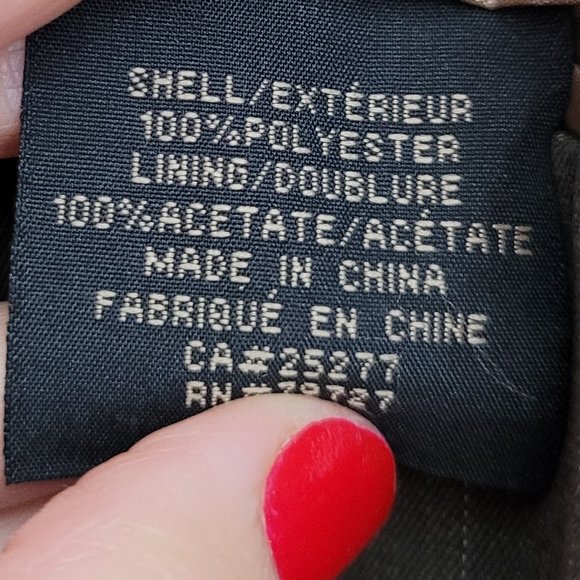 SHELL/EXTÉRIEUR
100%POLYESTER
LINING/DOUBLURE
100%ACETATE/ACÉTATE
MADE IN CHINA
FABRIQUÉ EN CHINE
CA#25277
RN#